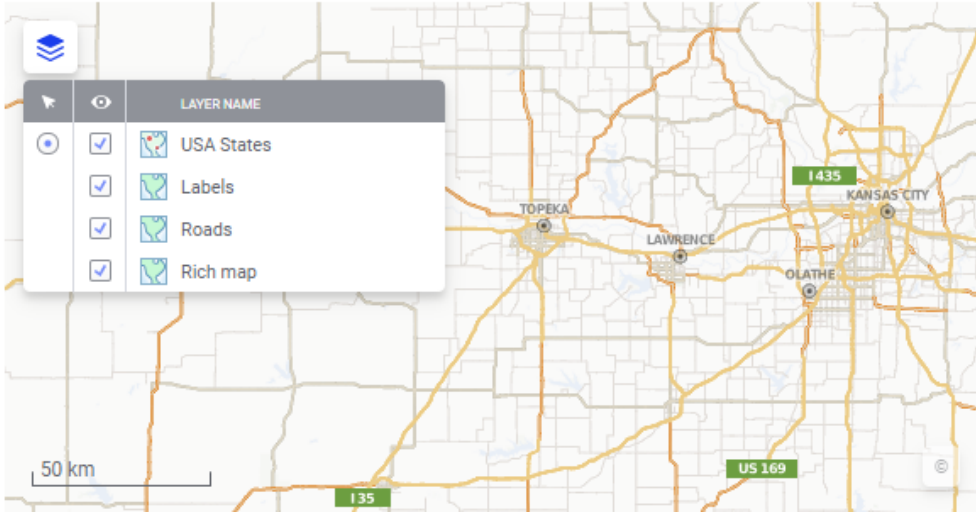 LAYER NAME
USA States
Labels
Roads
Rich map
I 435
KANSAS CITY
TOPEKA
LAWRENCE
OLATHE
50 km
US 169
©
I 35